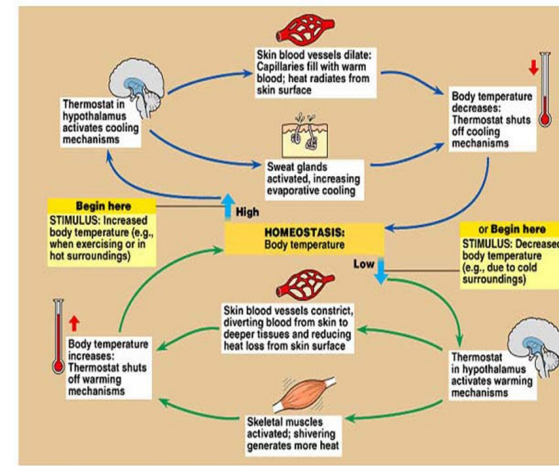 Skin blood vessels dilate:
Capillaries fill with warm
blood; heat radiates from
skin surface
Thermostat in
hypothalamus
activates cooling
mechanisms
Body temperature
decreases:
Thermostat shuts
off cooling
mechanisms
Sweat glands
activated, increasing
evaporative cooling
Begin here
STIMULUS: Increased
body temperature (e.g.,
when exercising or in
hot surroundings)
High
HOMEOSTASIS:
Body temperature
Low
or Begin here
STIMULUS: Decreased
body temperature
(e.g., due to cold
surroundings)
Skin blood vessels constrict,
diverting blood from skin to
deeper tissues and reducing
heat loss from skin surface
Body temperature
increases:
Thermostat shuts
off warming
mechanisms
Thermostat
in hypothalamus
activates warming
mechanisms
Skeletal muscles
activated; shivering
generates more heat